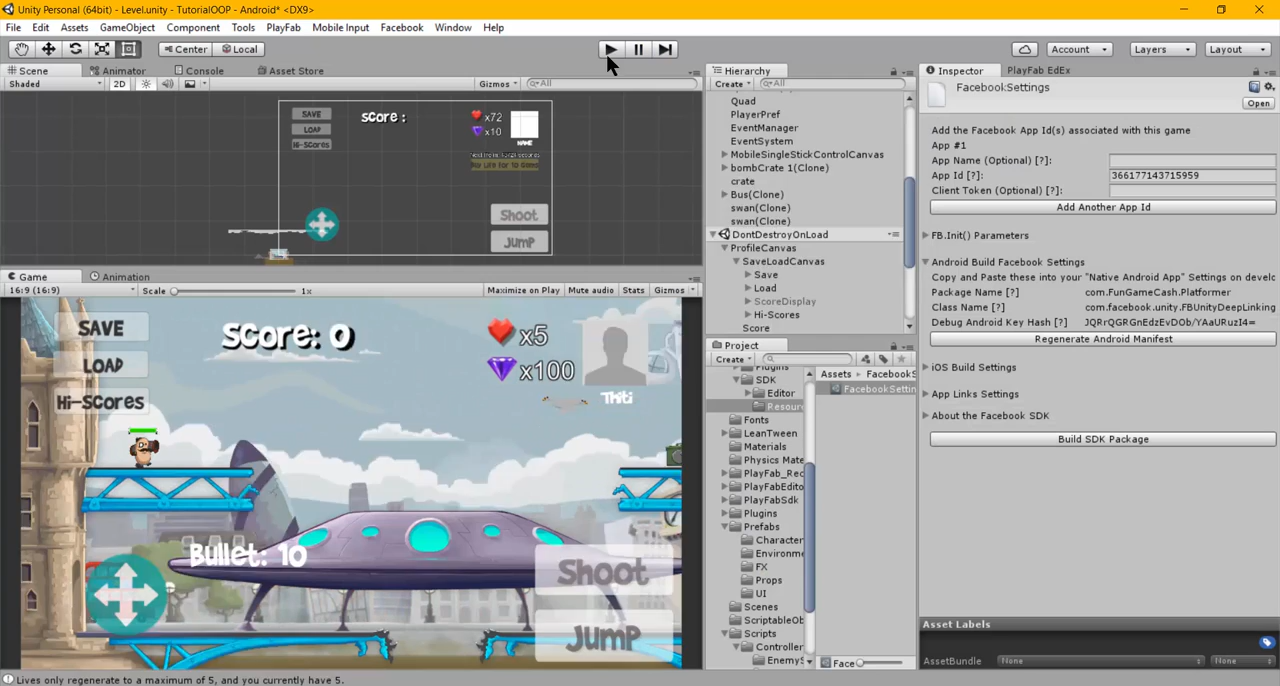 Unity Personal (64bit) - Level.unity - TutorialOOP - Android* <DX9>
File Edit Assets GameObject Component Tools PlayFab Mobile Input Facebook Window Help
Center Local Account Layers Layout
Scene Animator Console Asset Store
Shaded 2D Gizmos All
SAVE
LOAD
Hi-Scores
Score :
x72
x10
NAME
Shoot
Jump
Game Animation
16:9 (16:9) Scale 1x Maximize on Play Mute audio Stats Gizmos
SAVE
LOAD
Hi-Scores
Score: 0
x5
x100
Thiti
Bullet: 10
Shoot
Jump
Hierarchy
Create All
Quad
PlayerPref
EventManager
EventSystem
MobileSingleStickControlCanvas
bombCrate 1(Clone)
crate
Bus(Clone)
swan(Clone)
swan(Clone)
DontDestroyOnLoad
ProfileCanvas
SaveLoadCanvas
Save
Load
ScoreDisplay
Hi-Scores
Score
Project
Create
Plugins
SDK
Editor
Resour
Fonts
LeanTween
Materials
Physics Mate
PlayFab_Rec
PlayFabEdito
PlayFabSdk
Plugins
Prefabs
Character
Environme
FX
Props
UI
Scenes
ScriptableOb
Scripts
Controller
EnemyS
Assets FacebookS
FacebookSettin
Face
Inspector PlayFab EdEx
FacebookSettings
Open
Add the Facebook App Id(s) associated with this game
App #1
App Name (Optional) [?]:
App Id [?]: 366177143715959
Client Token (Optional) [?]:
Add Another App Id
FB.Init() Parameters
Android Build Facebook Settings
Copy and Paste these into your "Native Android App" Settings on develo
Package Name [?] com.FunGameCash.Platformer
Class Name [?] com.facebook.unity.FBUnityDeepLinking
Debug Android Key Hash [?] JQRrQGRGnEdzEvDOb/YAaURuzI4=
Regenerate Android Manifest
iOS Build Settings
App Links Settings
About the Facebook SDK
Build SDK Package
Asset Labels
AssetBundle None None
Lives only regenerate to a maximum of 5, and you currently have 5.